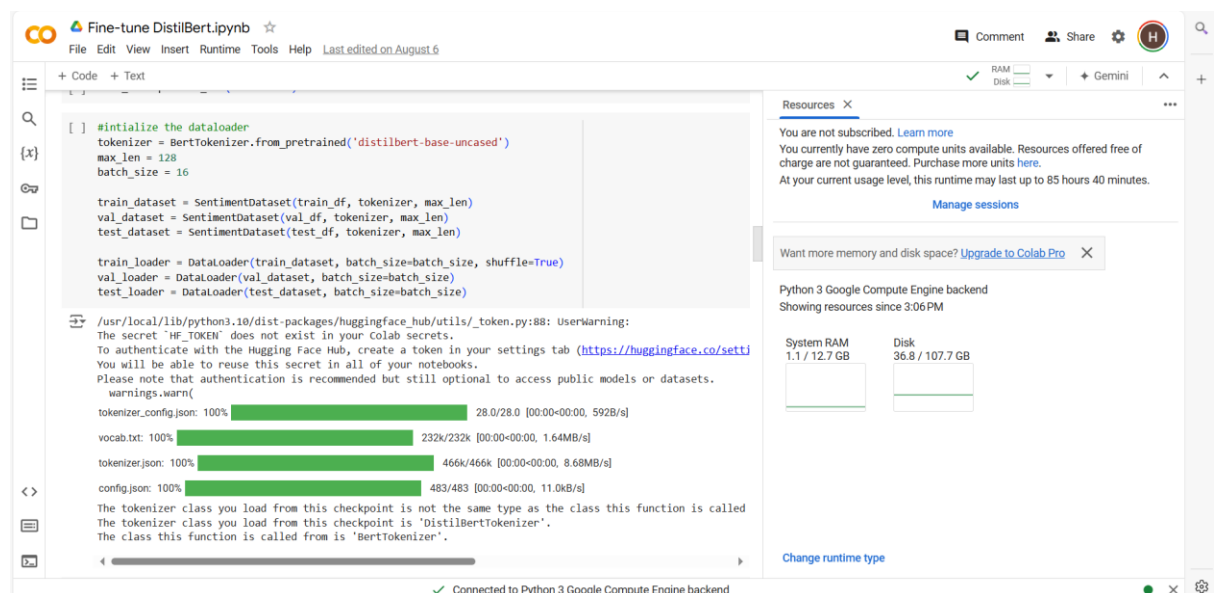 Fine-tune DistilBert.ipynb
File Edit View Insert Runtime Tools Help Last edited on August 6
Comment Share H
+ Code + Text
RAM
Disk
Gemini
[ ] #intialize the dataloader
tokenizer = BertTokenizer.from_pretrained('distilbert-base-uncased')
max_len = 128
batch_size = 16
train_dataset = SentimentDataset(train_df, tokenizer, max_len)
val_dataset = SentimentDataset(val_df, tokenizer, max_len)
test_dataset = SentimentDataset(test_df, tokenizer, max_len)
train_loader = DataLoader(train_dataset, batch_size=batch_size, shuffle=True)
val_loader = DataLoader(val_dataset, batch_size=batch_size)
test_loader = DataLoader(test_dataset, batch_size=batch_size)
/usr/local/lib/python3.10/dist-packages/huggingface_hub/utils/_token.py:88: UserWarning:
The secret `HF_TOKEN` does not exist in your Colab secrets.
To authenticate with the Hugging Face Hub, create a token in your settings tab (https://huggingface.co/setti
You will be able to reuse this secret in all of your notebooks.
Please note that authentication is recommended but still optional to access public models or datasets.
warnings.warn(
tokenizer_config.json: 100% 28.0/28.0 [00:00<00:00, 592B/s]
vocab.txt: 100% 232k/232k [00:00<00:00, 1.64MB/s]
tokenizer.json: 100% 466k/466k [00:00<00:00, 8.68MB/s]
config.json: 100% 483/483 [00:00<00:00, 11.0kB/s]
The tokenizer class you load from this checkpoint is not the same type as the class this function is called
The tokenizer class you load from this checkpoint is 'DistilBertTokenizer'.
The class this function is called from is 'BertTokenizer'.
Resources
You are not subscribed. Learn more
You currently have zero compute units available. Resources offered free of
charge are not guaranteed. Purchase more units here.
At your current usage level, this runtime may last up to 85 hours 40 minutes.
Manage sessions
Want more memory and disk space? Upgrade to Colab Pro
Python 3 Google Compute Engine backend
Showing resources since 3:06 PM
System RAM
1.1 / 12.7 GB
Disk
36.8 / 107.7 GB
Change runtime type
Connected to Python 3 Google Compute Engine backend